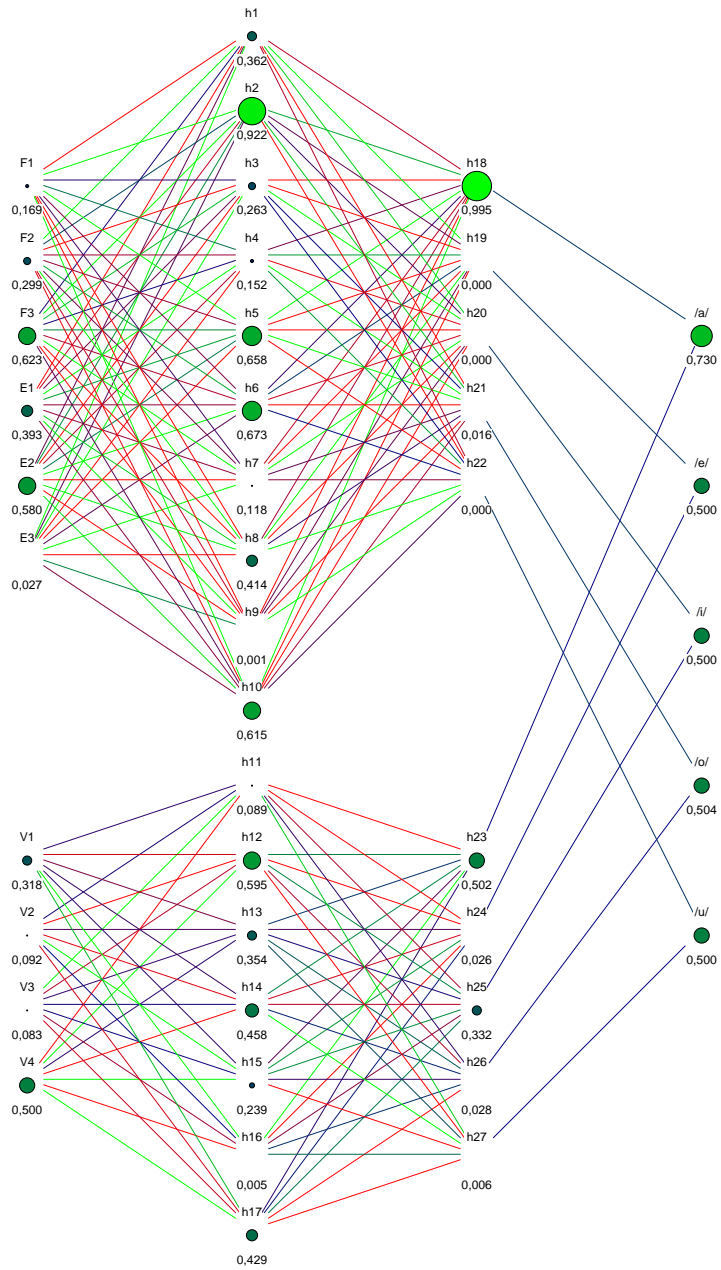 h1
0,362
h2
0,922
h3
0,263
h4
0,152
h5
0,658
h6
0,673
h7
0,118
h8
0,414
h9
0,001
h10
0,615
F1
0,169
F2
0,299
F3
0,623
E1
0,393
E2
0,580
E3
0,027
h18
0,995
h19
0,000
h20
0,000
h21
0,016
h22
0,000
/a/
0,730
/e/
0,500
/i/
0,500
/o/
0,504
/u/
0,500
h11
0,089
h12
0,595
h13
0,354
h14
0,458
h15
0,239
h16
0,005
h17
0,429
V1
0,318
V2
0,092
V3
0,083
V4
0,500
h23
0,502
h24
0,026
h25
0,332
h26
0,028
h27
0,006